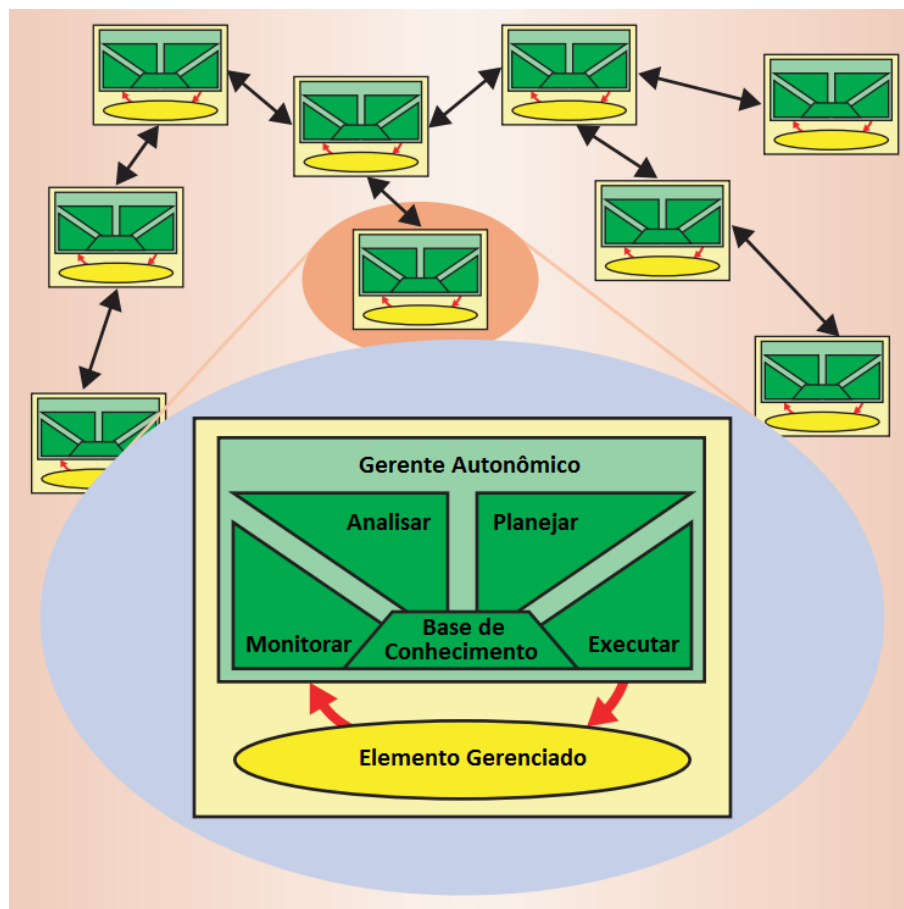 Gerente Autonômico
Analisar
Planejar
Monitorar
Base de
Conhecimento
Executar
Elemento Gerenciado